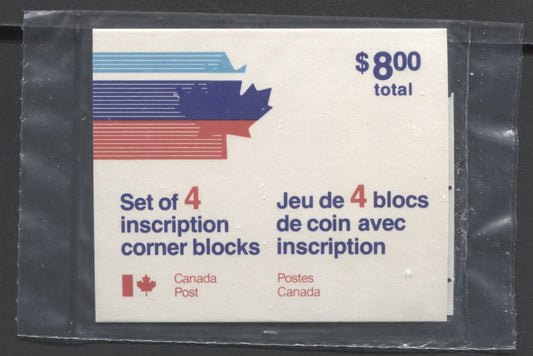 $8.00
total
Set of 4
inscription
corner blocks
Jeu de 4 blocs
de coin avec
inscription
Canada
Post
Postes
Canada